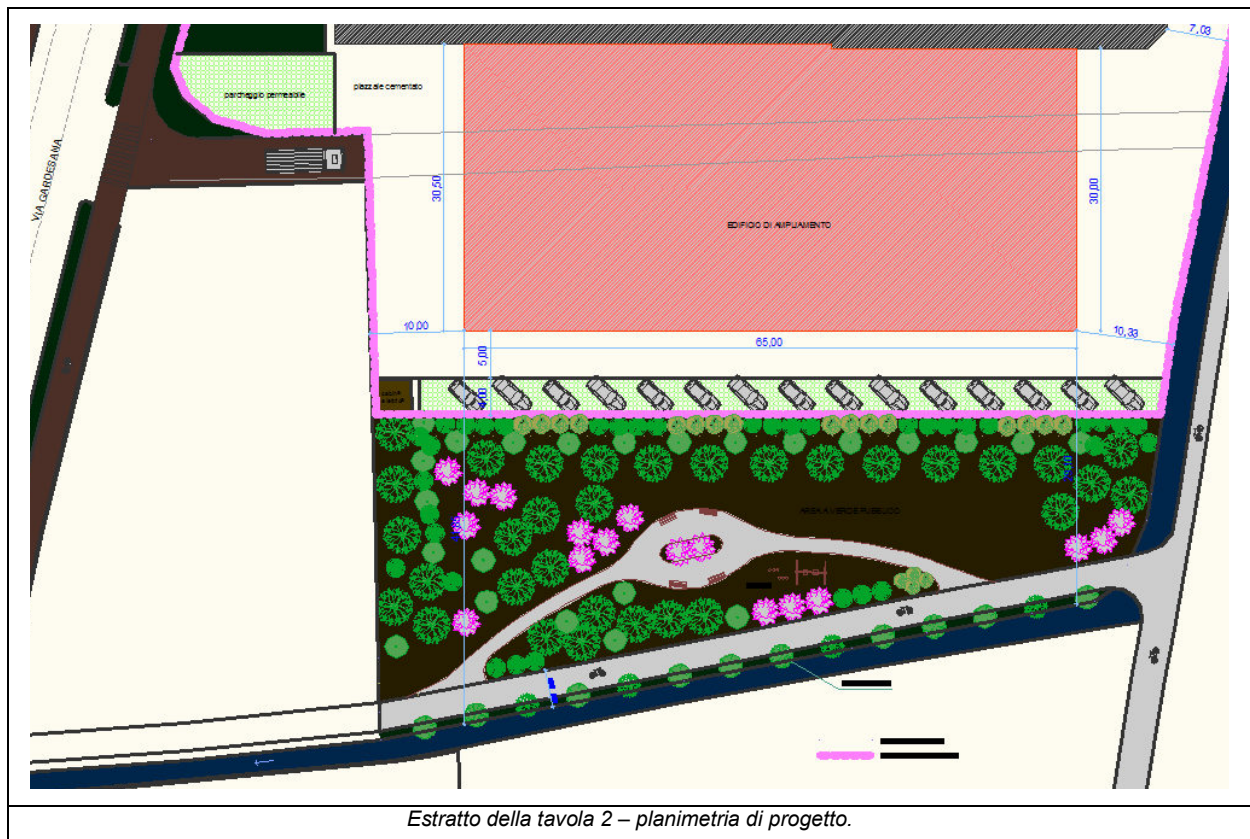 7,03
parcheggio permeabile
piazzale cementato
VIA GARDESANA
30,50
30,00
EDIFICIO DI AMPLIAMENTO
10,00
65,00
10,33
5,00
AREA A VERDE PUBBLICO
Estratto della tavola 2 – planimetria di progetto.